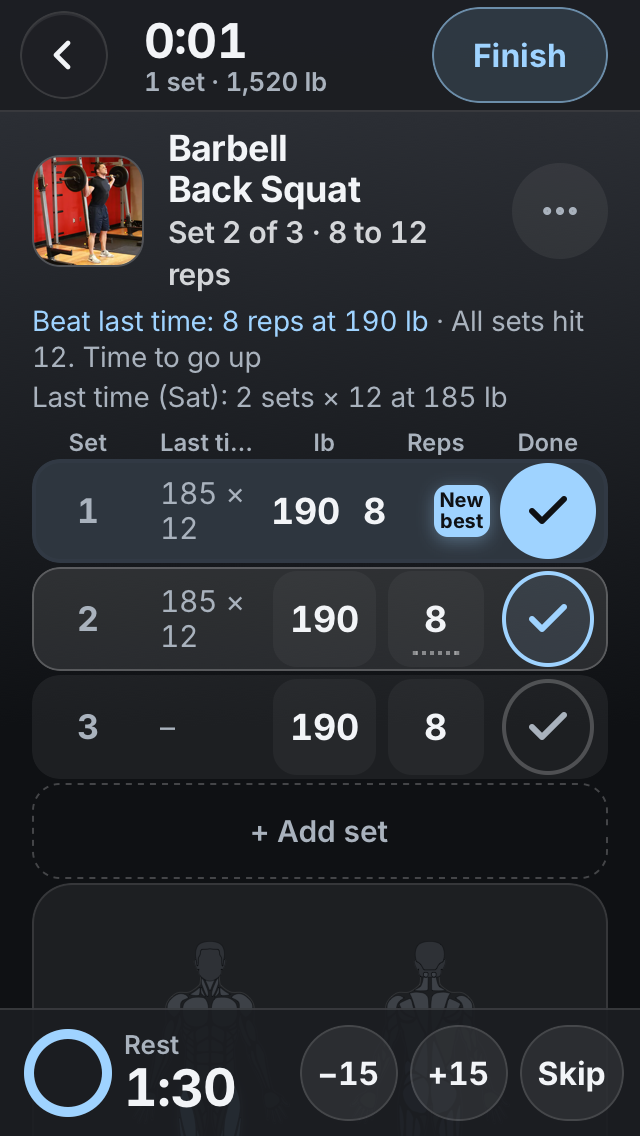 0:01
1 set · 1,520 lb
Finish
Barbell
Back Squat
Set 2 of 3 · 8 to 12
reps
Beat last time: 8 reps at 190 lb · All sets hit
12. Time to go up
Last time (Sat): 2 sets × 12 at 185 lb
Set Last ti… lb Reps Done
1 185 × 12 190 8 New best
2 185 × 12 190 8
3 – 190 8
+ Add set
Rest
1:30
−15 +15 Skip